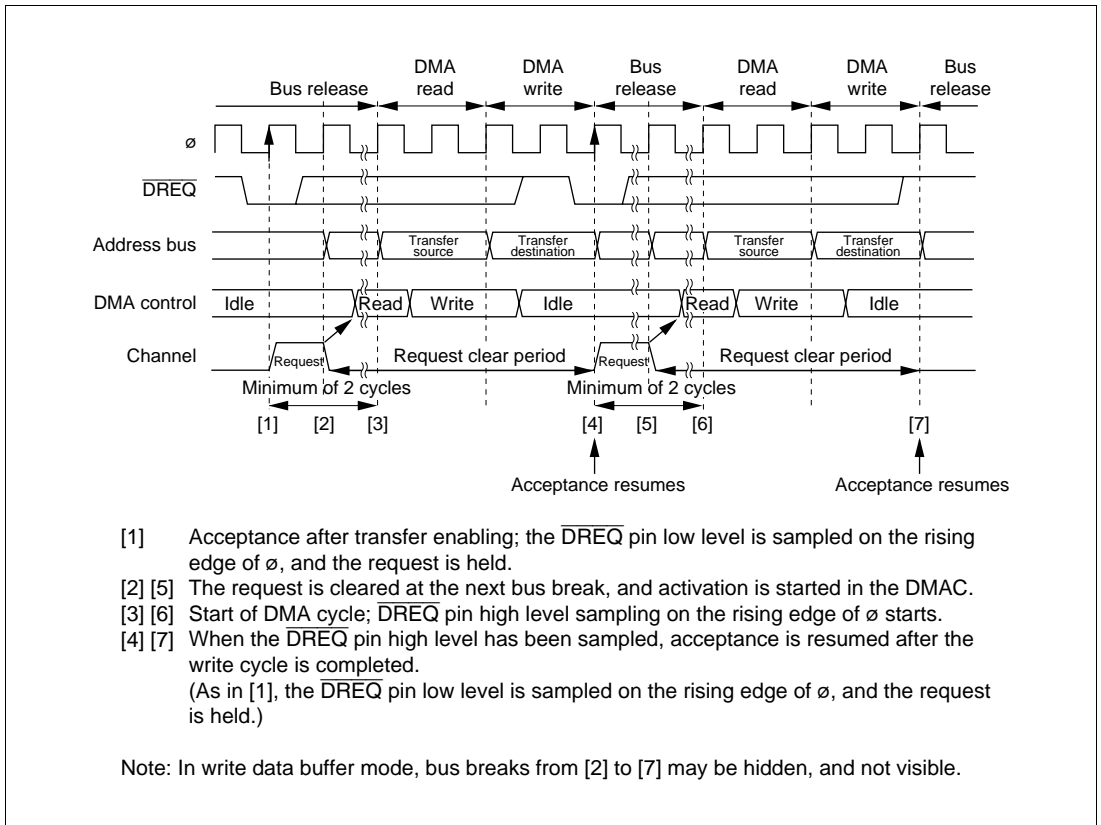 DMA DMA Bus DMA DMA Bus
Bus release read write release read write release
ø
DREQ
Address bus Transfer source Transfer destination Transfer source Transfer destination
DMA control Idle Read Write Idle Read Write Idle
Channel Request Request clear period Request Request clear period
Minimum of 2 cycles Minimum of 2 cycles
[1] [2] [3] [4] [5] [6] [7]
Acceptance resumes Acceptance resumes
[1] Acceptance after transfer enabling; the DREQ pin low level is sampled on the rising
edge of ø, and the request is held.
[2] [5] The request is cleared at the next bus break, and activation is started in the DMAC.
[3] [6] Start of DMA cycle; DREQ pin high level sampling on the rising edge of ø starts.
[4] [7] When the DREQ pin high level has been sampled, acceptance is resumed after the
write cycle is completed.
(As in [1], the DREQ pin low level is sampled on the rising edge of ø, and the request
is held.)
Note: In write data buffer mode, bus breaks from [2] to [7] may be hidden, and not visible.